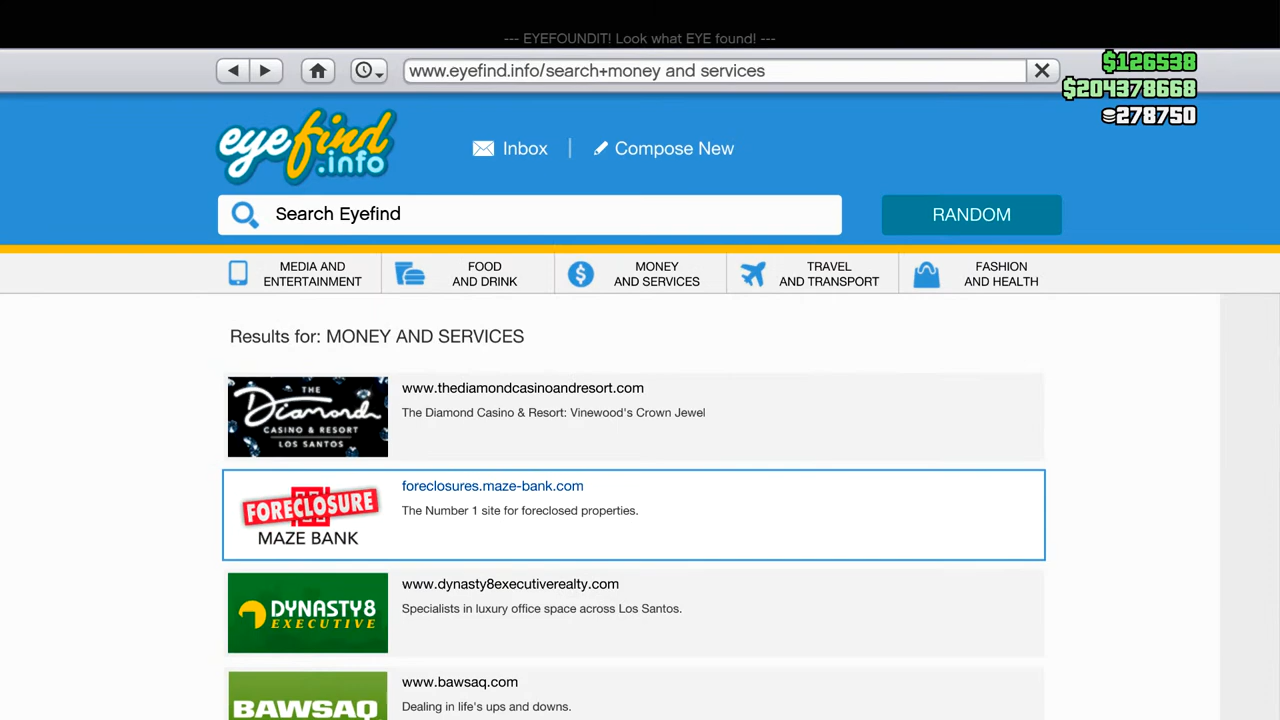 --- EYEFOUNDIT! Look what EYE found! ---
www.eyefind.info/search+money and services
$126538
$204378668
278750
eyefind.info
Inbox
Compose New
Search Eyefind
RANDOM
MEDIA AND ENTERTAINMENT
FOOD AND DRINK
MONEY AND SERVICES
TRAVEL AND TRANSPORT
FASHION AND HEALTH
Results for: MONEY AND SERVICES
THE
Diamond
CASINO & RESORT
LOS SANTOS
www.thediamondcasinoandresort.com
The Diamond Casino & Resort: Vinewood's Crown Jewel
FORECLOSURE
MAZE BANK
foreclosures.maze-bank.com
The Number 1 site for foreclosed properties.
DYNASTY8
EXECUTIVE
www.dynasty8executiverealty.com
Specialists in luxury office space across Los Santos.
BAWSAQ
www.bawsaq.com
Dealing in life's ups and downs.